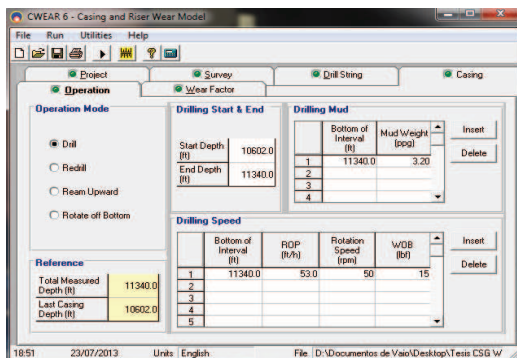 CWEAR 6 - Casing and Riser Wear Model
File Run Utilities Help
Project Survey Drill String Casing
Operation Wear Factor
Operation Mode
Drill
Redrill
Ream Upward
Rotate off Bottom
Reference
Total Measured Depth (ft) 11340.0
Last Casing Depth (ft) 10602.0
Drilling Start & End
Start Depth (ft) 10602.0
End Depth (ft) 11340.0
Drilling Mud
Bottom of Interval (ft) Mud Weight (ppg)
1 11340.0 3.20
2
3
4
Insert
Delete
Drilling Speed
Bottom of Interval (ft) ROP (ft/h) Rotation Speed (rpm) WOB (lbf)
1 11340.0 53.0 50 15
2
3
4
5
Insert
Delete
18:51 23/07/2013 Units English File D:\Documentos de Vaio\Desktop\Tesis CSG W